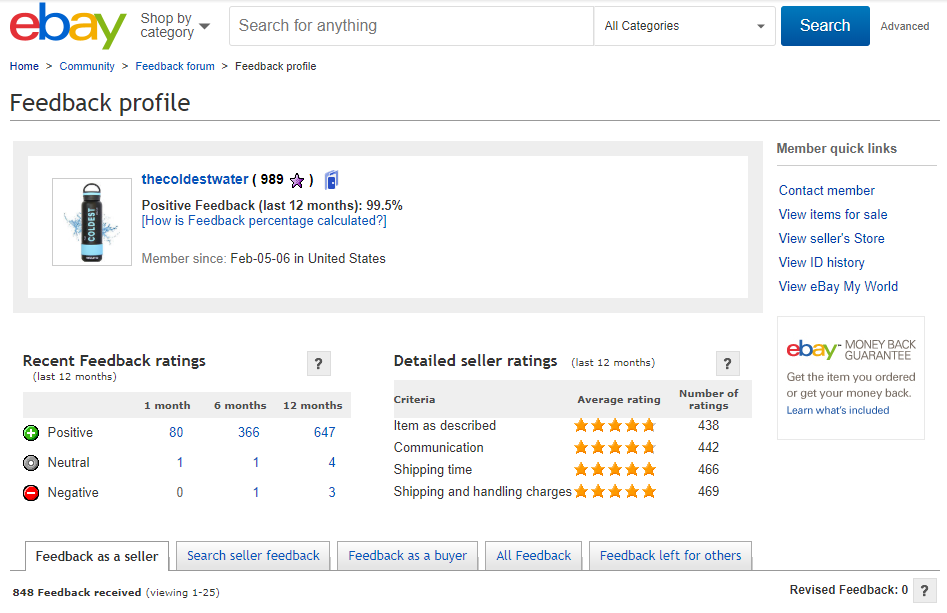 ebay
Shop by
category
Search for anything
All Categories
Search
Advanced
Home > Community > Feedback forum > Feedback profile
Feedback profile
COLDEST
thecoldestwater ( 989 )
Positive Feedback (last 12 months): 99.5%
[How is Feedback percentage calculated?]
Member since: Feb-05-06 in United States
Member quick links
Contact member
View items for sale
View seller's Store
View ID history
View eBay My World
ebay MONEY BACK
GUARANTEE
Get the item you ordered
or get your money back.
Learn what's included
Recent Feedback ratings
(last 12 months)
?
1 month 6 months 12 months
Positive 80 366 647
Neutral 1 1 4
Negative 0 1 3
Detailed seller ratings (last 12 months)
?
Criteria Average rating Number of
ratings
Item as described 438
Communication 442
Shipping time 466
Shipping and handling charges 469
Feedback as a seller
Search seller feedback
Feedback as a buyer
All Feedback
Feedback left for others
848 Feedback received (viewing 1-25)
Revised Feedback: 0 ?